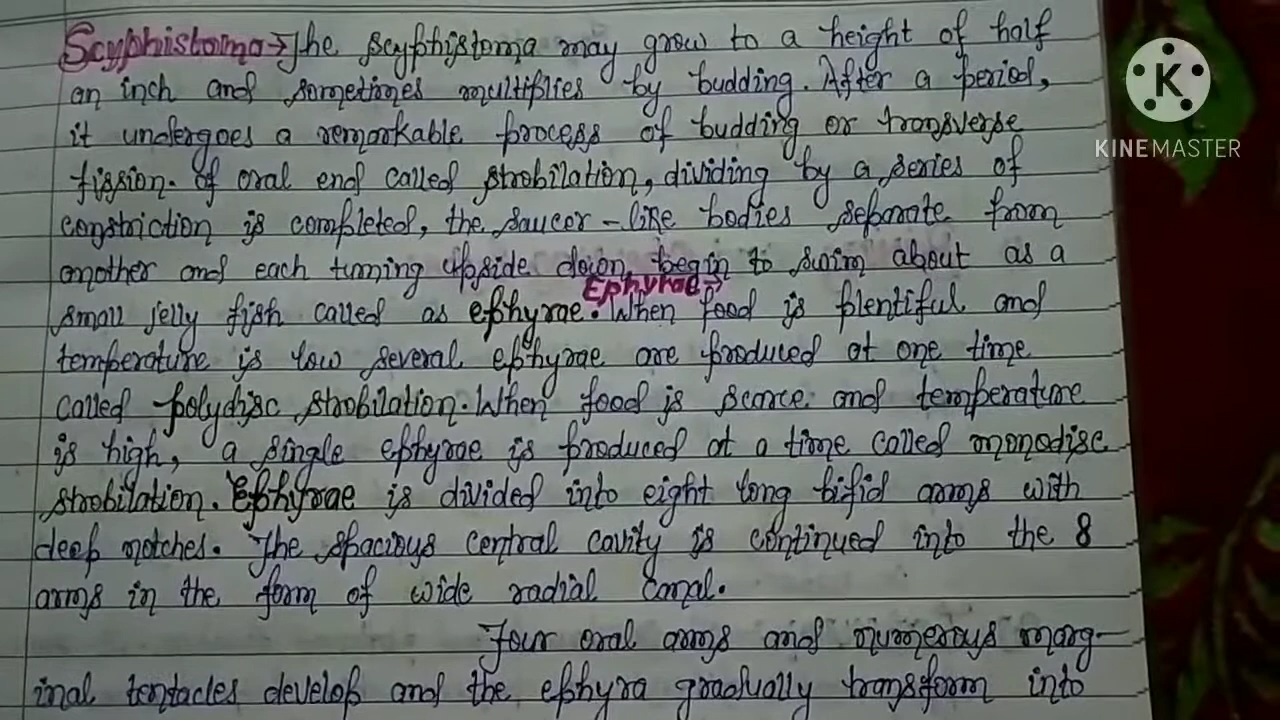 Scyphistoma→The scyphistoma may grow to a height of half
an inch and sometimes multiplies by budding. After a period,
it undergoes a remarkable process of budding or transverse
fission. of oral end called strobilation, dividing by a series of
constriction is completed, the saucer-like bodies separate from
another and each turning upside down, begin to swim about as a
Ephyrae→
small jelly fish called as ephyrae. When food is plentiful and
temperature is low several ephyrae are produced at one time
called polydisc strobilation. When food is scarce and temperature
is high, a single ephyrae is produced at a time called monodisc
strobilation. Ephyrae is divided into eight long bifid arms with
deep notches. The spacious central cavity is continued into the 8
arms in the form of wide radial Canal.
Four oral arms and numerous marg-
inal tentacles develop and the ephyra gradually transform into
K
KINEMASTER